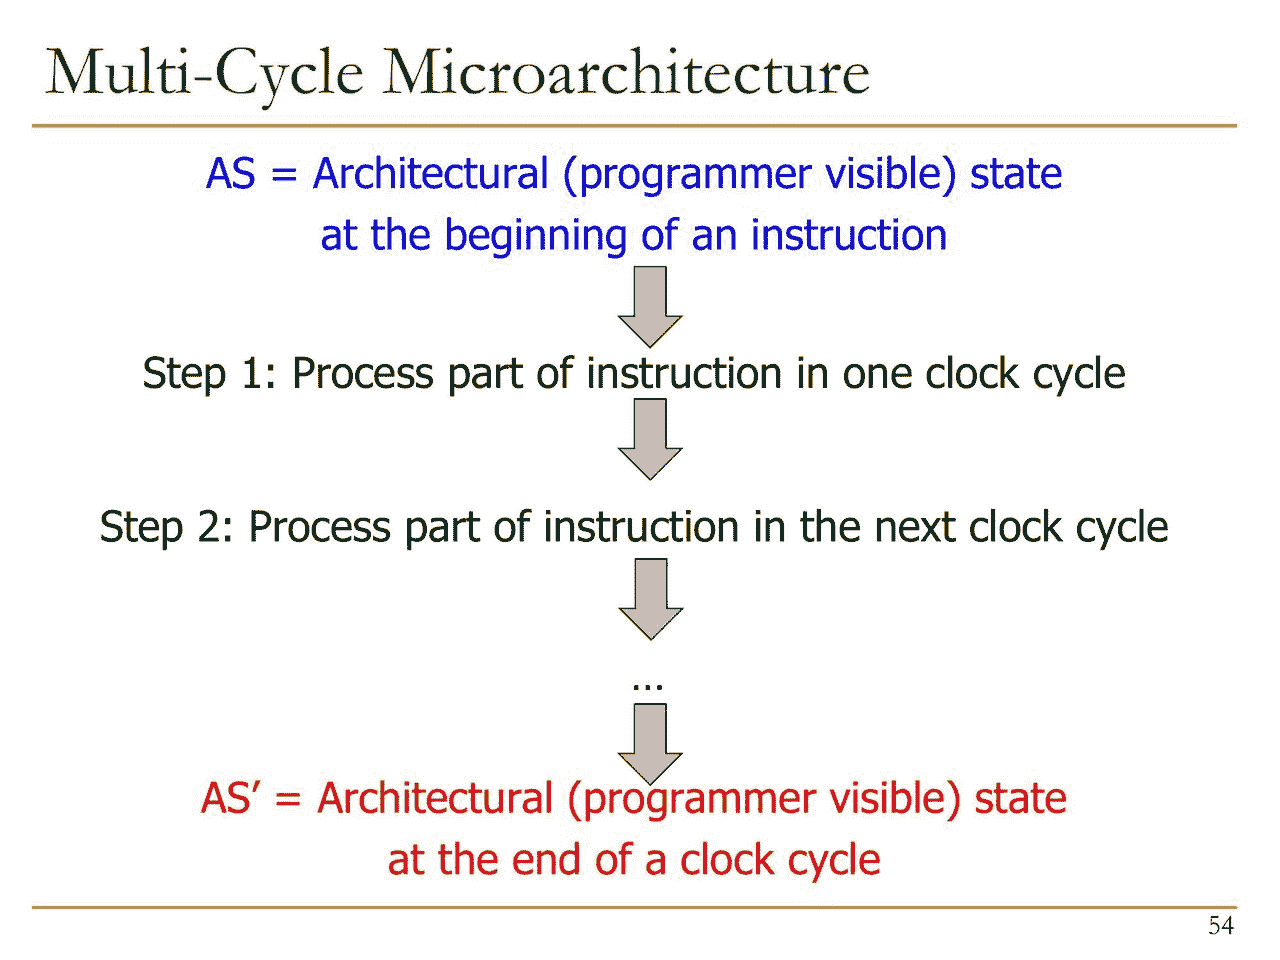 Multi-Cycle Microarchitecture
AS = Architectural (programmer visible) state
at the beginning of an instruction
Step 1: Process part of instruction in one clock cycle
Step 2: Process part of instruction in the next clock cycle
…
AS’ = Architectural (programmer visible) state
at the end of a clock cycle
54